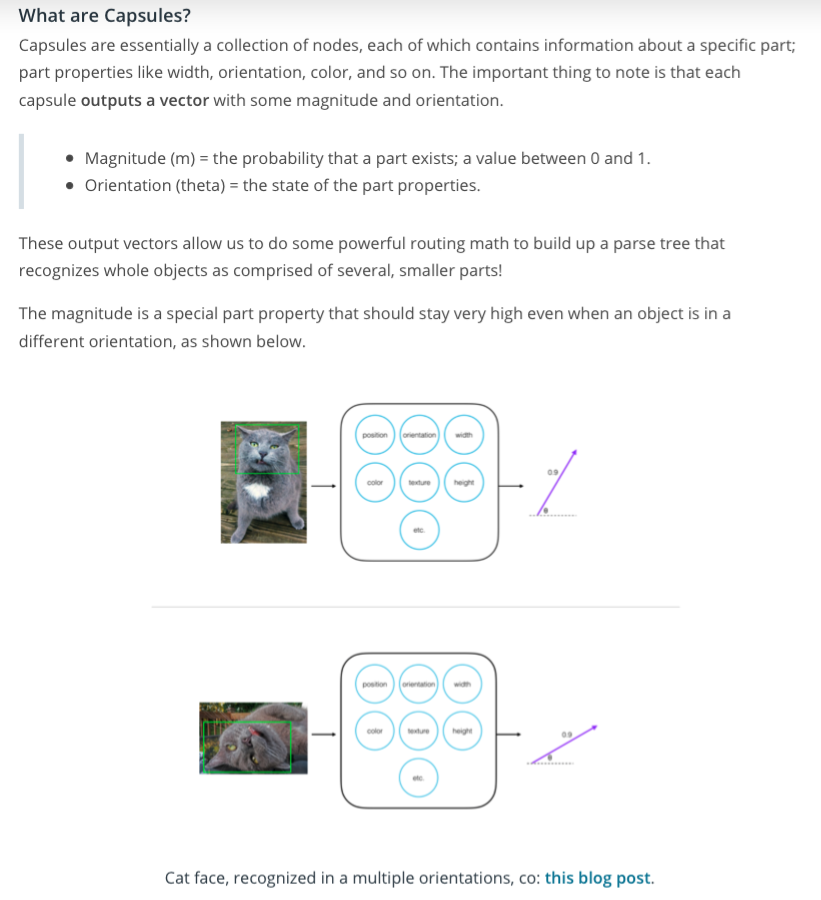 What are Capsules?
Capsules are essentially a collection of nodes, each of which contains information about a specific part;
part properties like width, orientation, color, and so on. The important thing to note is that each
capsule outputs a vector with some magnitude and orientation.
• Magnitude (m) = the probability that a part exists; a value between 0 and 1.
• Orientation (theta) = the state of the part properties.
These output vectors allow us to do some powerful routing math to build up a parse tree that
recognizes whole objects as comprised of several, smaller parts!
The magnitude is a special part property that should stay very high even when an object is in a
different orientation, as shown below.
position orientation width
color texture height
etc.
0.9
θ
position orientation width
color texture height
etc.
0.9
θ
Cat face, recognized in a multiple orientations, co: this blog post.